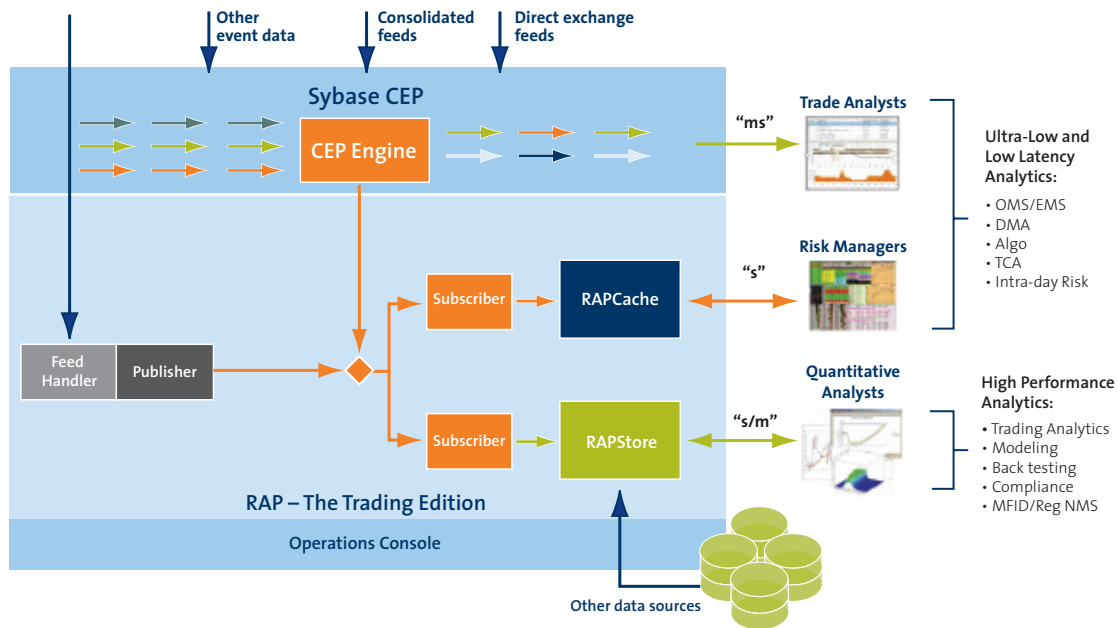 Other
event data
Consolidated
feeds
Direct exchange
feeds
Sybase CEP
CEP Engine
“ms”
Trade Analysts
Ultra-Low and
Low Latency
Analytics:
• OMS/EMS
• DMA
• Algo
• TCA
• Intra-day Risk
Subscriber
RAPCache
“s”
Risk Managers
Feed
Handler
Publisher
Subscriber
RAPStore
“s/m”
Quantitative
Analysts
High Performance
Analytics:
• Trading Analytics
• Modeling
• Back testing
• Compliance
• MFID/Reg NMS
RAP – The Trading Edition
Operations Console
Other data sources